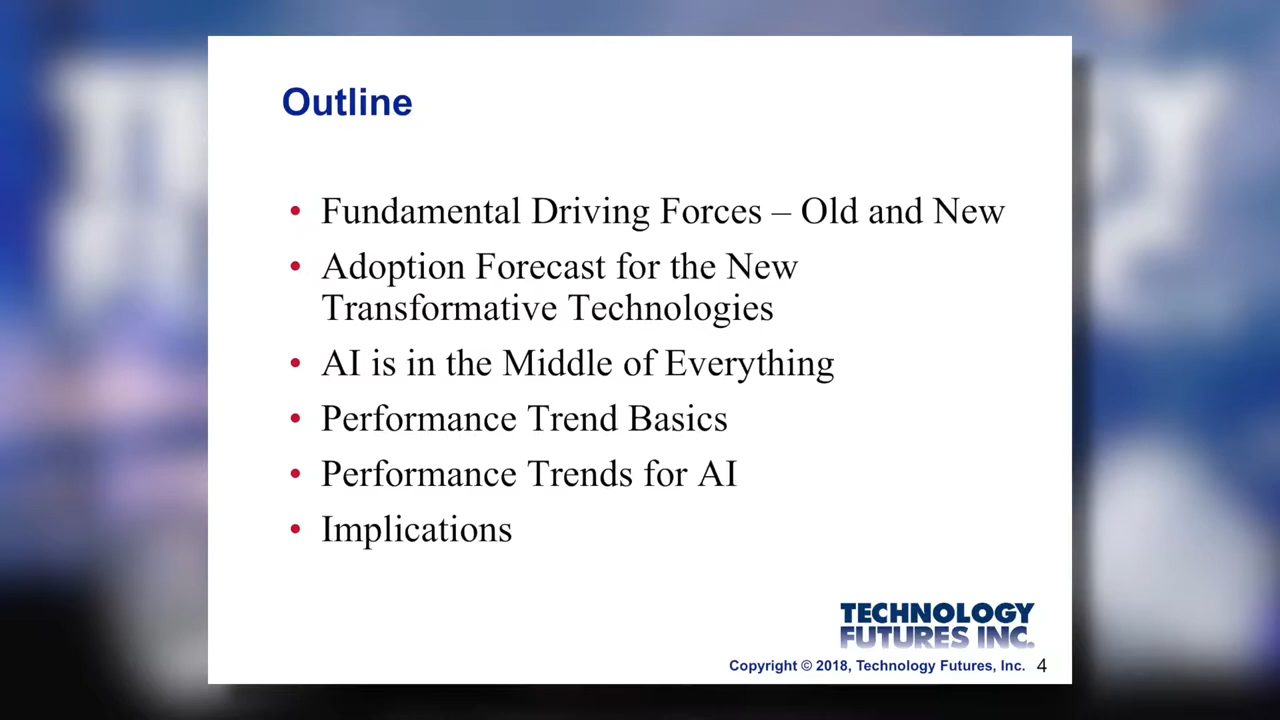 Outline
• Fundamental Driving Forces – Old and New
• Adoption Forecast for the New
Transformative Technologies
• AI is in the Middle of Everything
• Performance Trend Basics
• Performance Trends for AI
• Implications
TECHNOLOGY
FUTURES INC.
Copyright © 2018, Technology Futures, Inc. 4